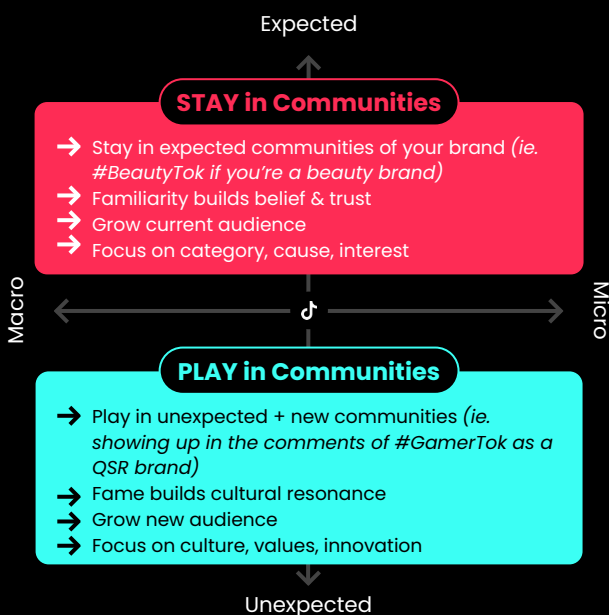 Expected
STAY in Communities
Stay in expected communities of your brand (ie.
#BeautyTok if you're a beauty brand)
Familiarity builds belief & trust
Grow current audience
Focus on category, cause, interest
Macro
Micro
PLAY in Communities
Play in unexpected + new communities (ie.
showing up in the comments of #GamerTok as a
QSR brand)
Fame builds cultural resonance
Grow new audience
Focus on culture, values, innovation
Unexpected